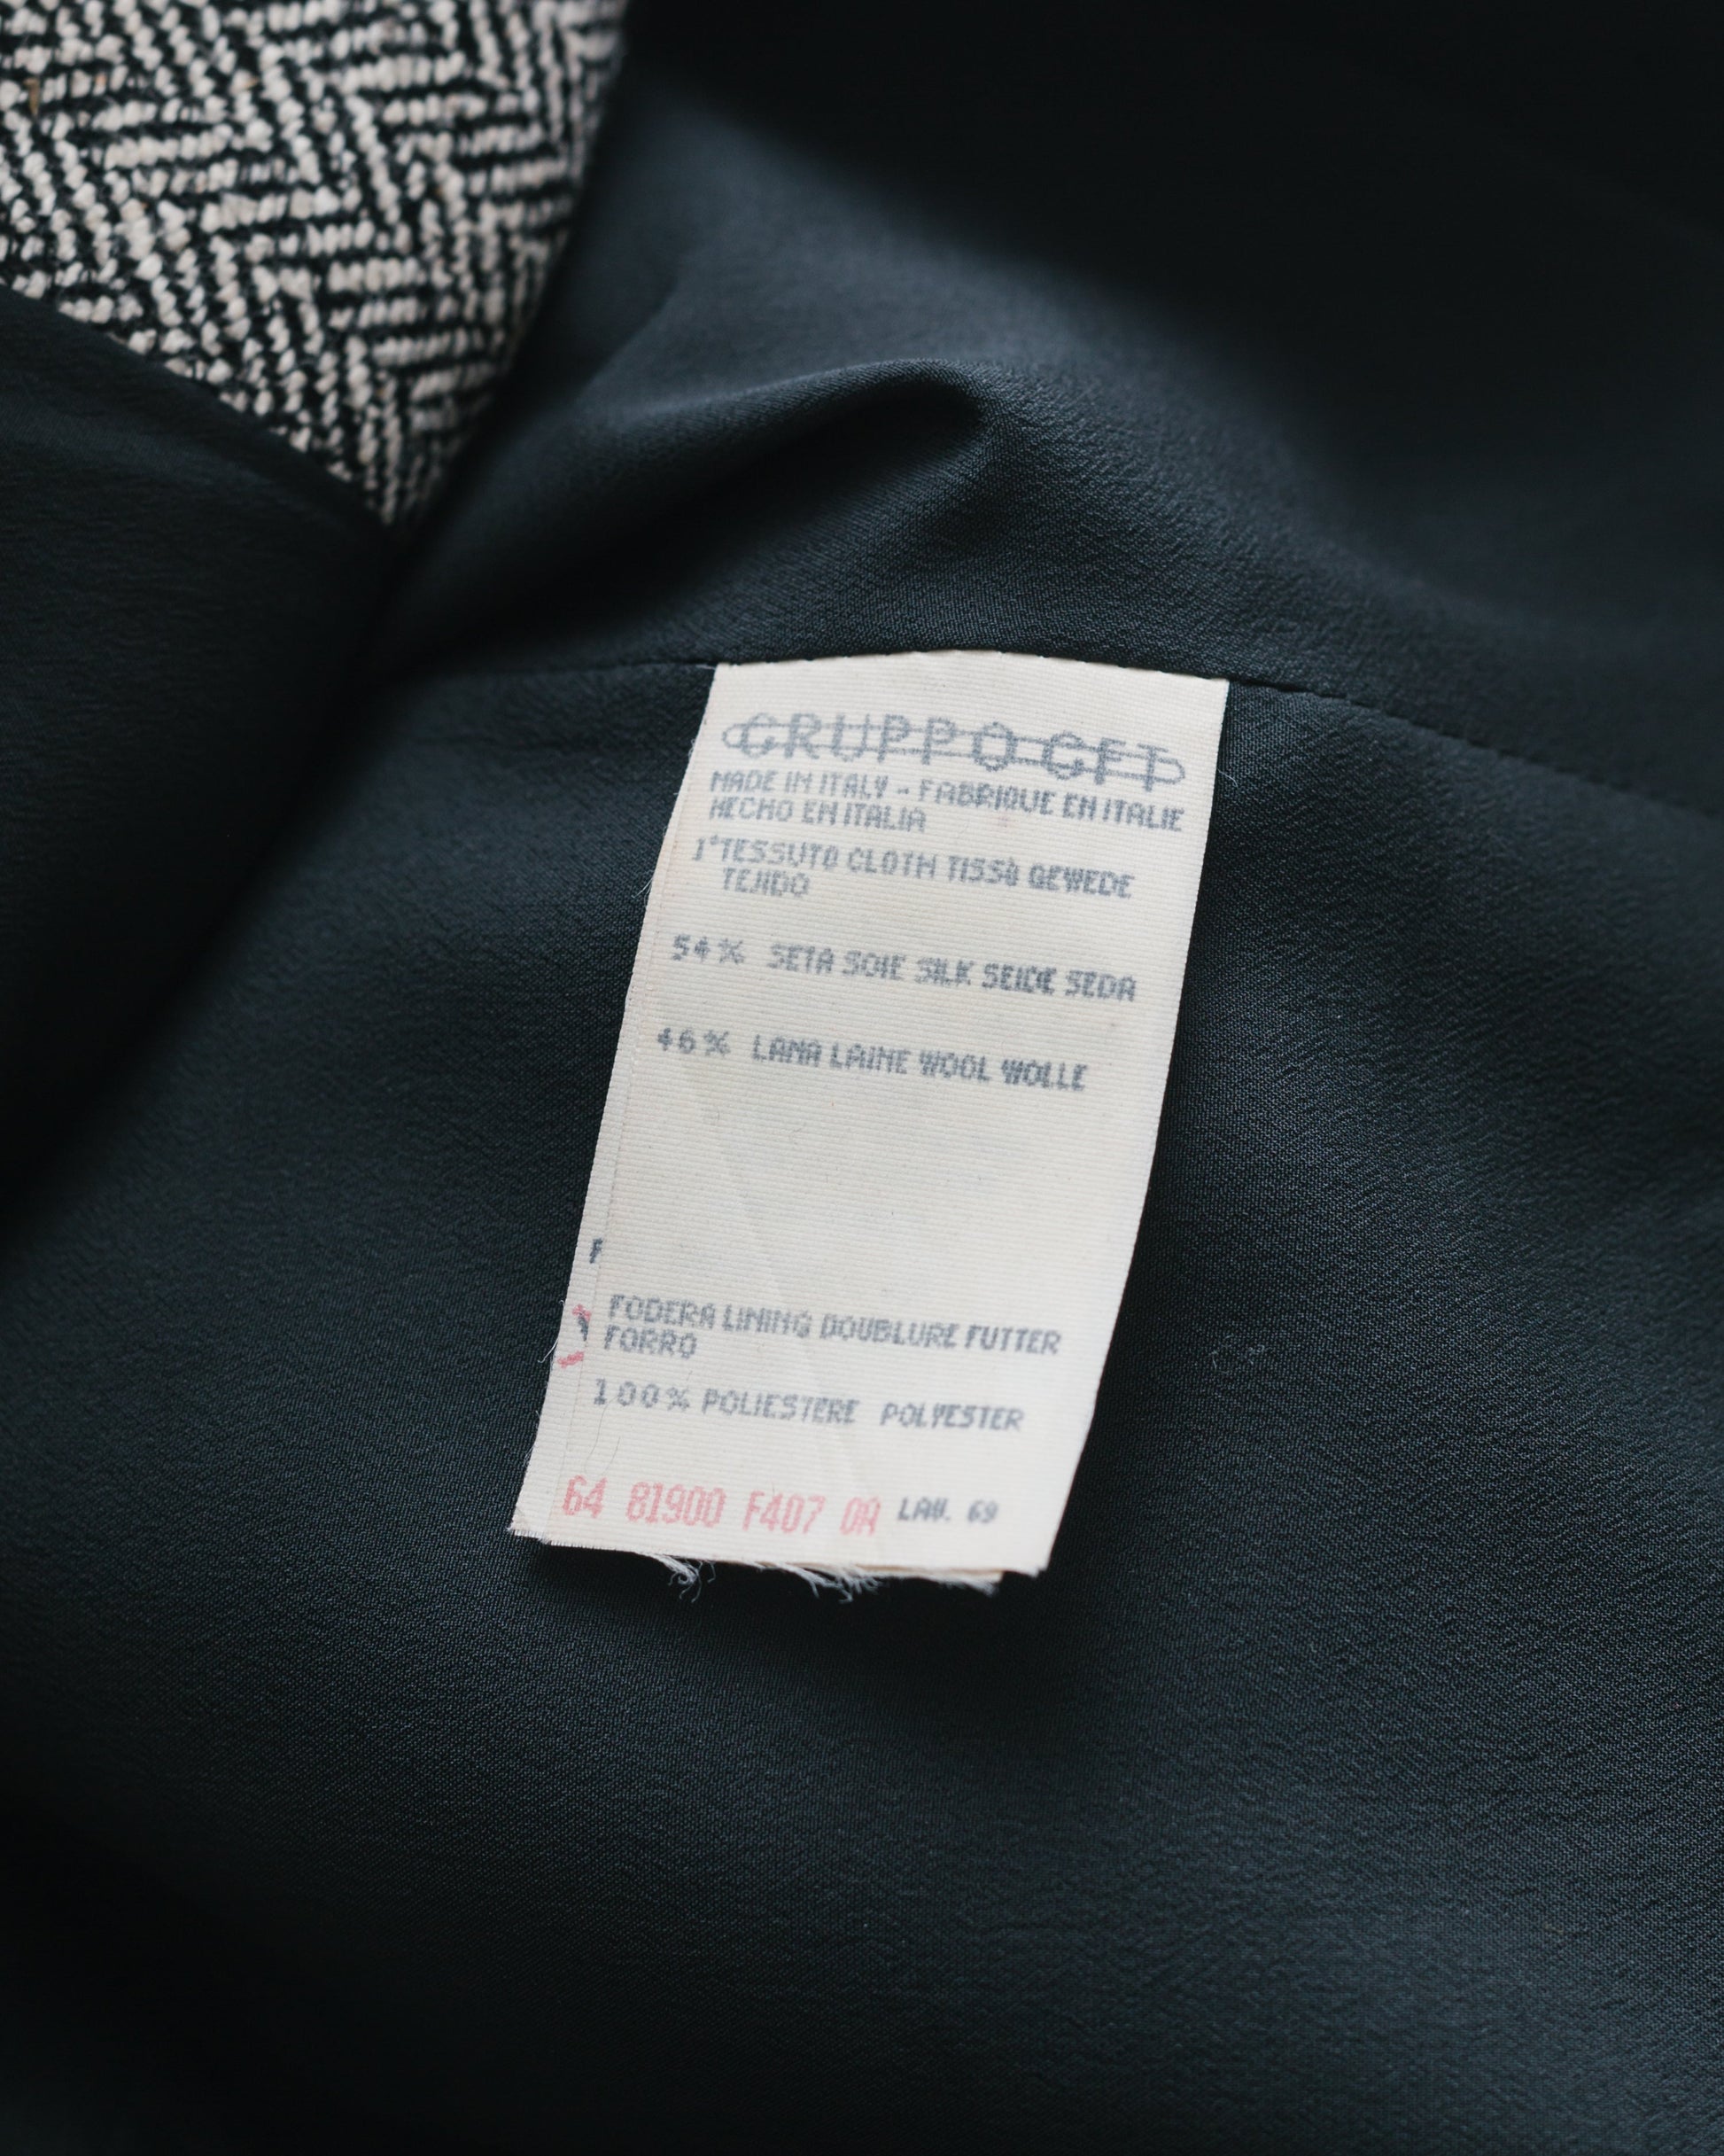 GRUPPO GFT
MADE IN ITALY - FABRIQUE EN ITALIE
HECHO EN ITALIA
1°TESSUTO CLOTH TISSÙ GEWEDE
TEJIDO
54% SETA SOIE SILK SEIDE SEDA
46% LANA LAINE WOOL WOLLE
F
FODERA LINING DOUBLURE FUTTER
FORRO
100% POLIESTERE POLYESTER
64 81900 F407 0A LAV. 69